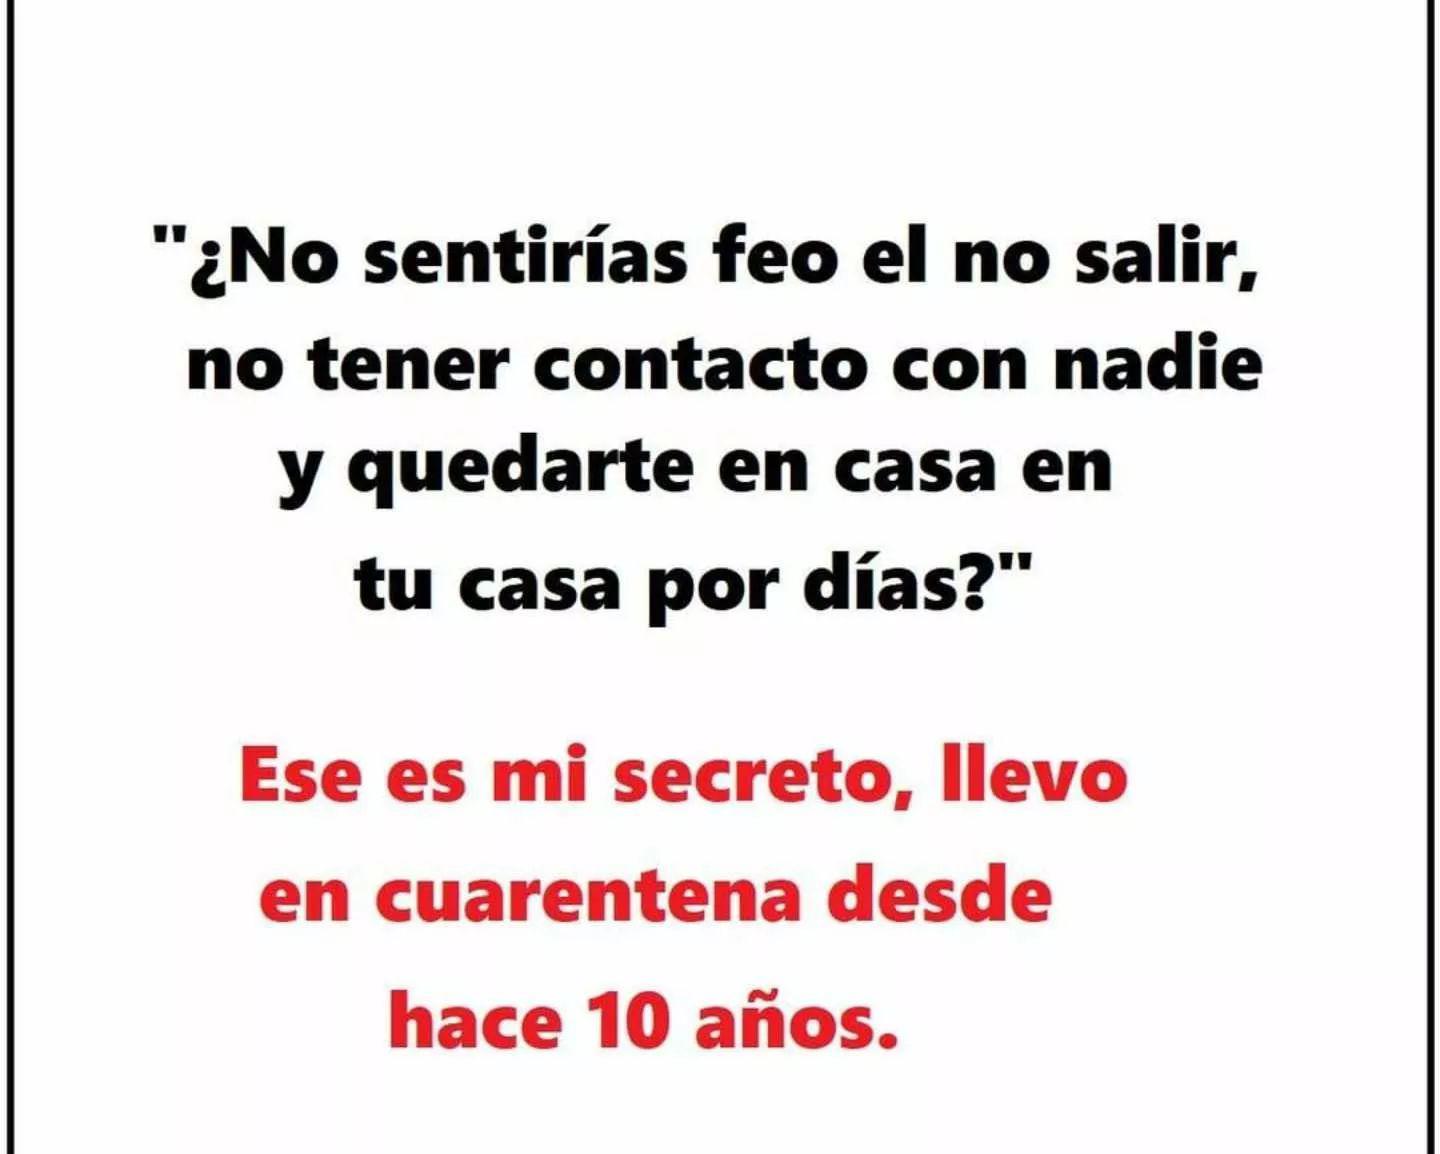 "¿No sentirías feo el no salir,
no tener contacto con nadie
y quedarte en casa en
tu casa por días?"
Ese es mi secreto, llevo
en cuarentena desde
hace 10 años.